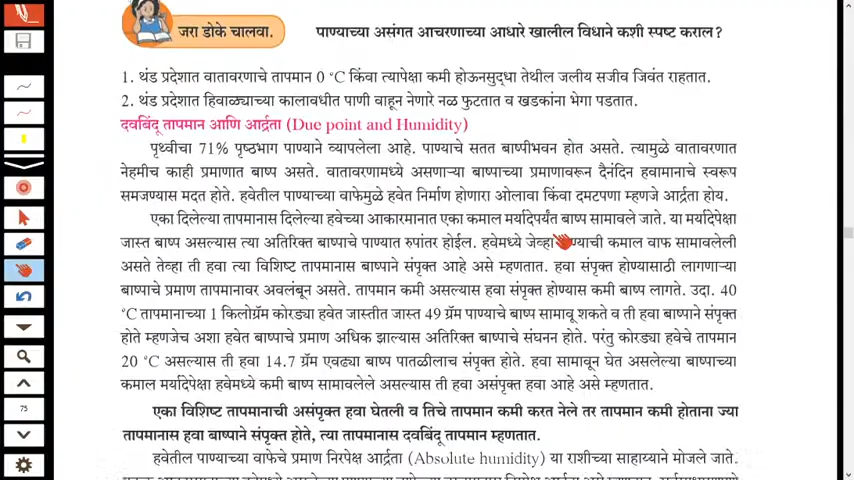 जरा डोके चालवा.
पाण्याच्या असंगत आचरणाच्या आधारे खालील विधाने कशी स्पष्ट कराल?
1. थंड प्रदेशात वातावरणाचे तापमान 0 °C किंवा त्यापेक्षा कमी होऊनसुद्धा तेथील जलीय सजीव जिवंत राहतात.
2. थंड प्रदेशात हिवाळ्याच्या कालावधीत पाणी वाहून नेणारे नळ फुटतात व खडकांना भेगा पडतात.
दवबिंदू तापमान आणि आर्द्रता (Due point and Humidity)
पृथ्वीचा 71% पृष्ठभाग पाण्याने व्यापलेला आहे. पाण्याचे सतत बाष्पीभवन होत असते. त्यामुळे वातावरणात
नेहमीच काही प्रमाणात बाष्प असते. वातावरणामध्ये असणाऱ्या बाष्पाच्या प्रमाणावरून दैनंदिन हवामानाचे स्वरूप
समजण्यास मदत होते. हवेतील पाण्याच्या वाफेमुळे हवेत निर्माण होणारा ओलावा किंवा दमटपणा म्हणजे आर्द्रता होय.
एका दिलेल्या तापमानास दिलेल्या हवेच्या आकारमानात एका कमाल मर्यादेपर्यंत बाष्प सामावले जाते. या मर्यादेपेक्षा
जास्त बाष्प असल्यास त्या अतिरिक्त बाष्पाचे पाण्यात रुपांतर होईल. हवेमध्ये जेव्हा कमाल वाफ सामावलेली
असते तेव्हा ती हवा त्या विशिष्ट तापमानास बाष्पाने संपृक्त आहे असे म्हणतात. हवा संपृक्त होण्यासाठी लागणाऱ्या
बाष्पाचे प्रमाण तापमानावर अवलंबून असते. तापमान कमी असल्यास हवा संपृक्त होण्यास कमी बाष्प लागते. उदा. 40
°C तापमानाच्या 1 किलोग्रॅम कोरड्या हवेत जास्तीत जास्त 49 ग्रॅम पाण्याचे बाष्प सामावू शकते व ती हवा बाष्पाने संपृक्त
होते म्हणजेच अशा हवेत बाष्पाचे प्रमाण अधिक झाल्यास अतिरिक्त बाष्पाचे संघनन होते. परंतु कोरड्या हवेचे तापमान
20 °C असल्यास ती हवा 14.7 ग्रॅम एवढ्या बाष्प पातळीलाच संपृक्त होते. हवा सामावून घेत असलेल्या बाष्पाच्या
कमाल मर्यादेपेक्षा हवेमध्ये कमी बाष्प सामावलेले असल्यास ती हवा असंपृक्त हवा आहे असे म्हणतात.
एका विशिष्ट तापमानाची असंपृक्त हवा घेतली व तिचे तापमान कमी करत नेले तर तापमान कमी होताना ज्या
तापमानास हवा बाष्पाने संपृक्त होते, त्या तापमानास दवबिंदू तापमान म्हणतात.
हवेतील पाण्याच्या वाफेचे प्रमाण निरपेक्ष आर्द्रता (Absolute humidity) या राशीच्या साहाय्याने मोजले जाते.
75